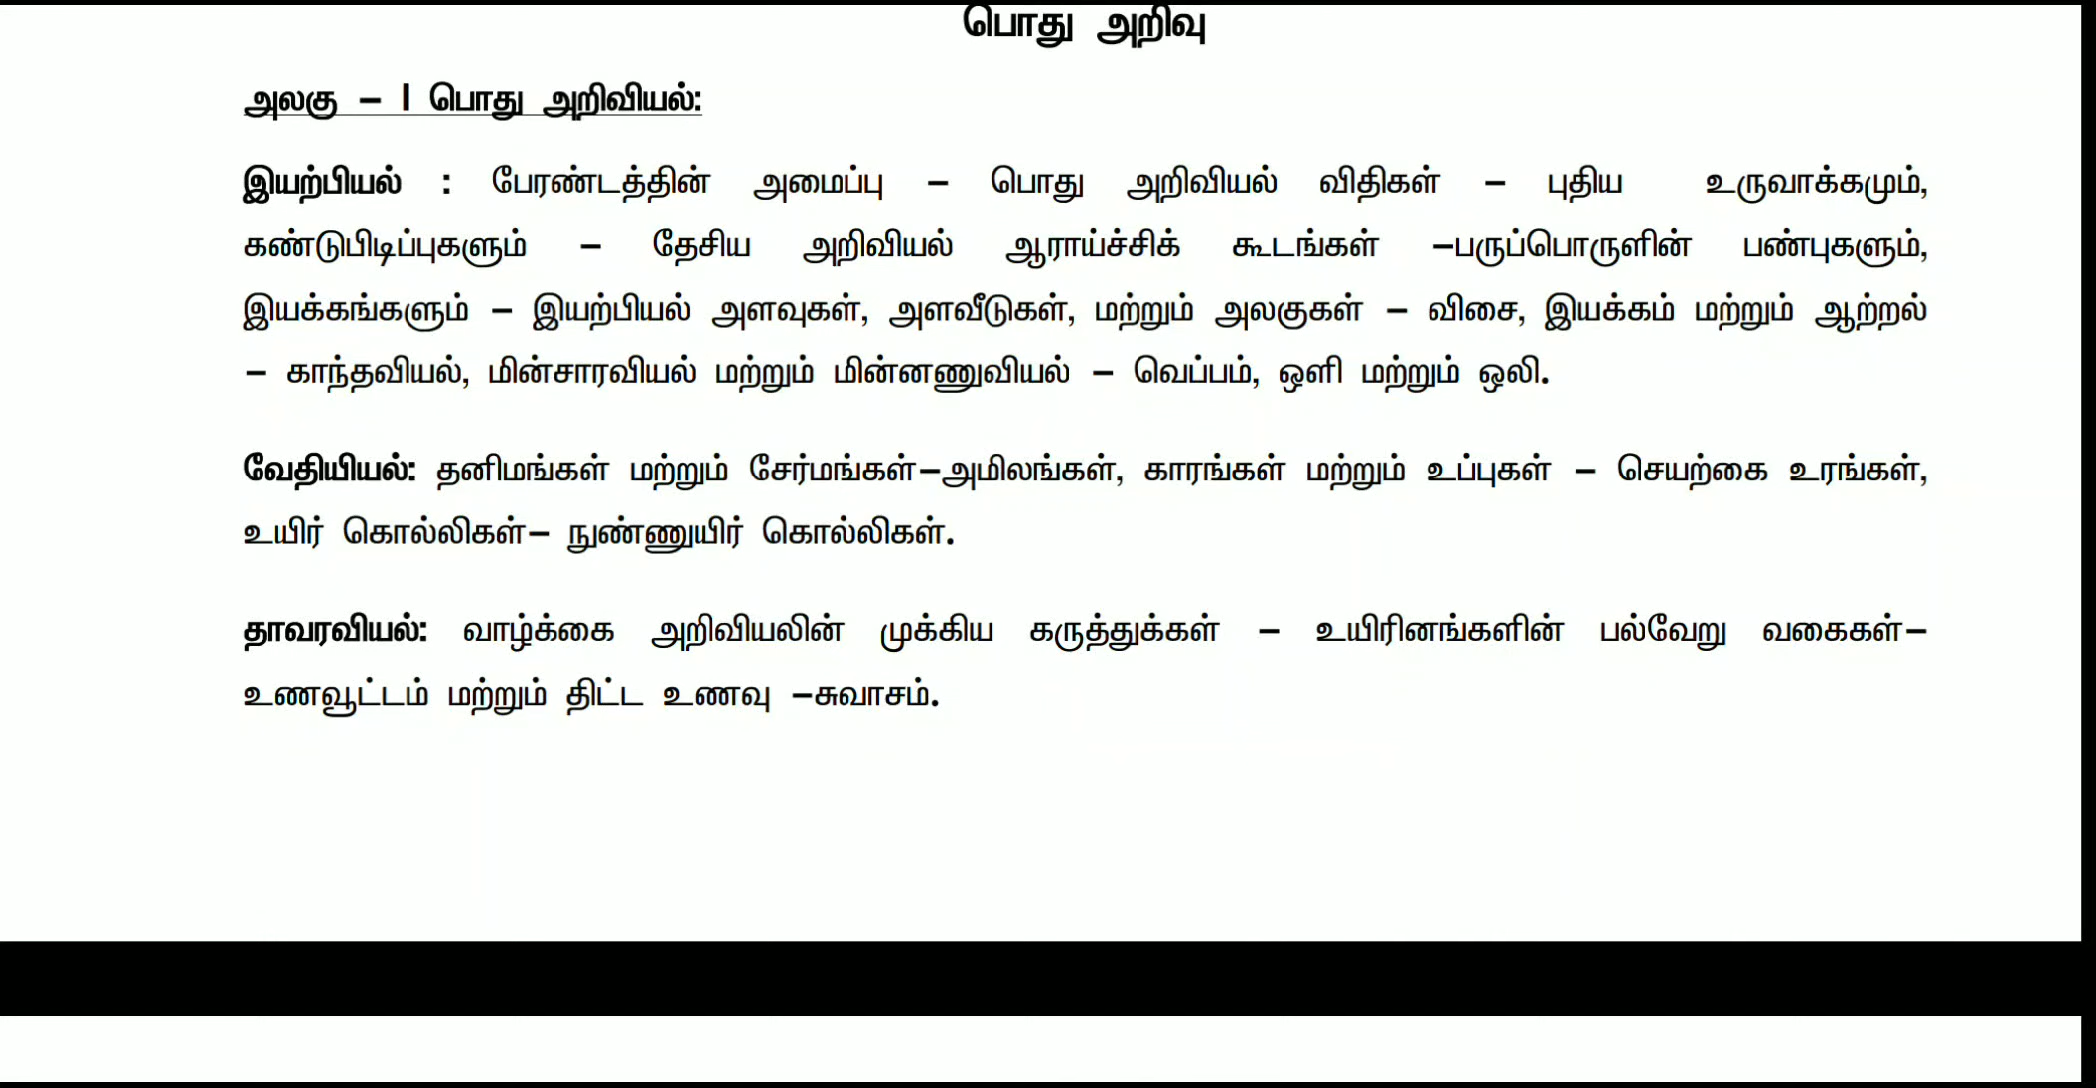 பொது அறிவு
அலகு – I பொது அறிவியல்:
இயற்பியல் : பேரண்டத்தின் அமைப்பு – பொது அறிவியல் விதிகள் – புதிய உருவாக்கமும்,
கண்டுபிடிப்புகளும் – தேசிய அறிவியல் ஆராய்ச்சிக் கூடங்கள் –பருப்பொருளின் பண்புகளும்,
இயக்கங்களும் – இயற்பியல் அளவுகள், அளவீடுகள், மற்றும் அலகுகள் – விசை, இயக்கம் மற்றும் ஆற்றல்
– காந்தவியல், மின்சாரவியல் மற்றும் மின்னணுவியல் – வெப்பம், ஒளி மற்றும் ஒலி.
வேதியியல்: தனிமங்கள் மற்றும் சேர்மங்கள்–அமிலங்கள், காரங்கள் மற்றும் உப்புகள் – செயற்கை உரங்கள்,
உயிர் கொல்லிகள்– நுண்ணுயிர் கொல்லிகள்.
தாவரவியல்: வாழ்க்கை அறிவியலின் முக்கிய கருத்துக்கள் – உயிரினங்களின் பல்வேறு வகைகள்–
உணவூட்டம் மற்றும் திட்ட உணவு –சுவாசம்.